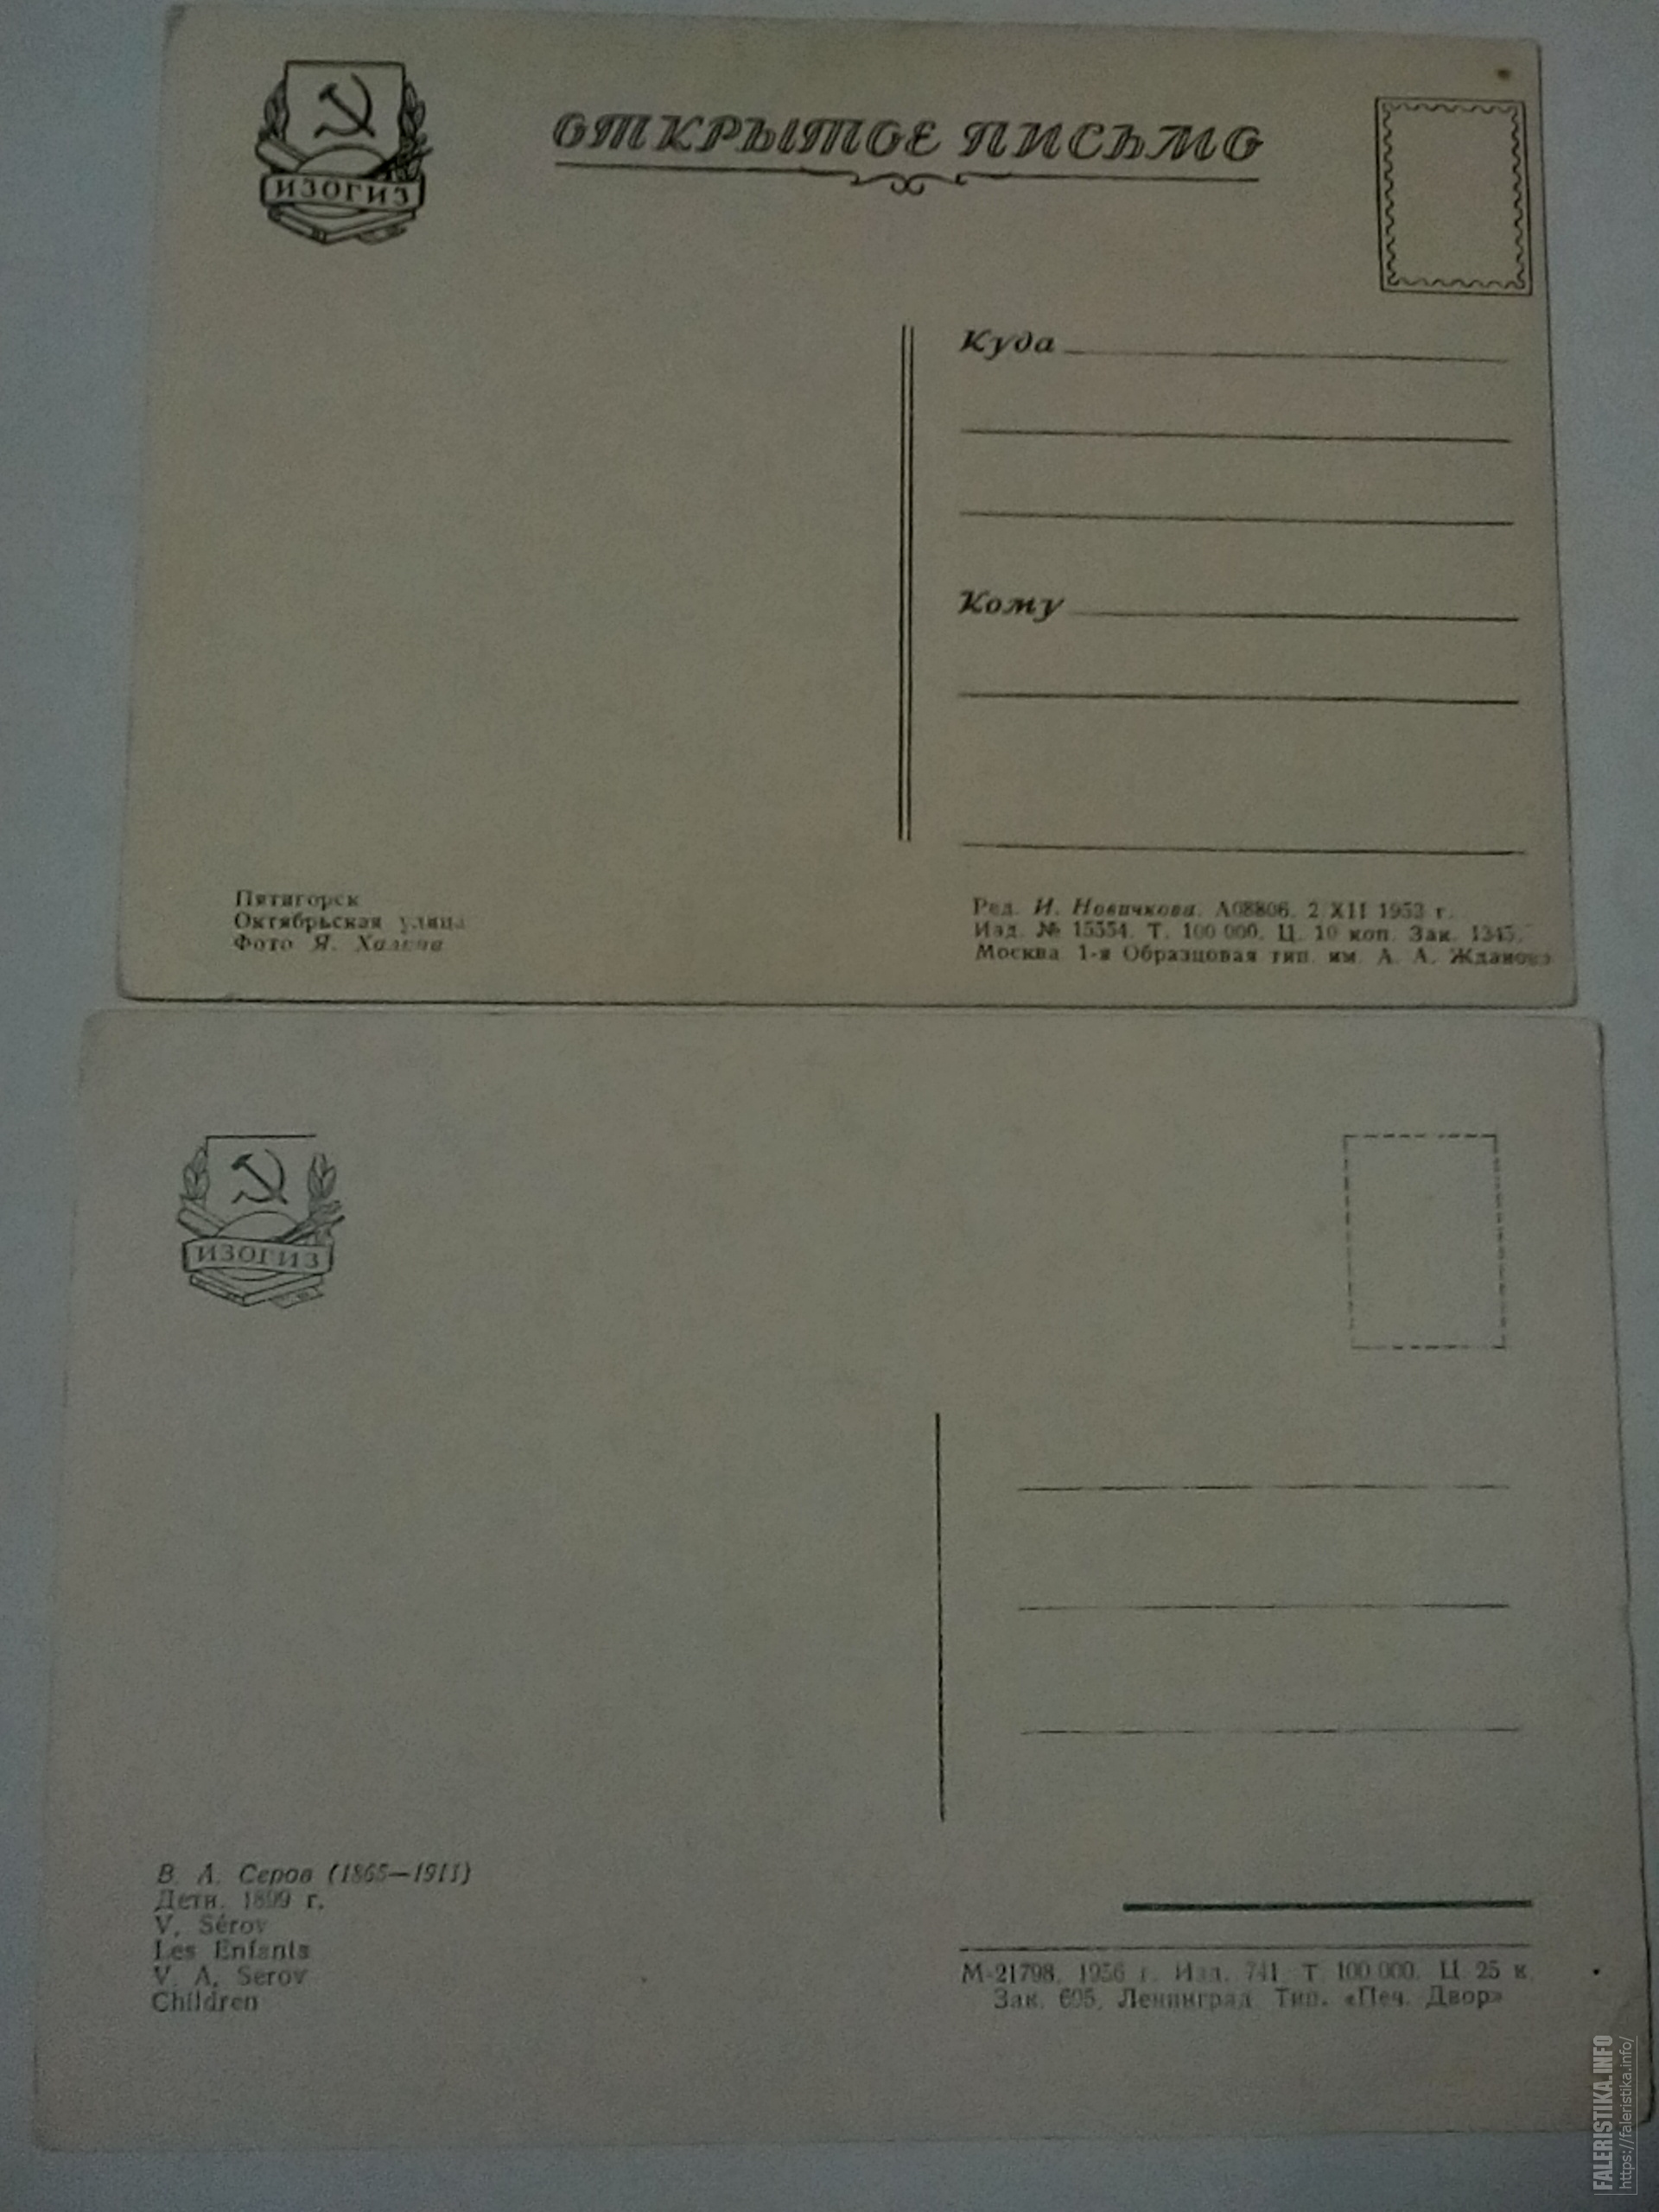 ИЗОГИЗ
ОТКРЫТОЕ ПИСЬМО
Куда
Кому
Пятигорск
Октябрьская улица
Фото Я. Халипа
Ред. И. Новичкова. А08806. 2 XII 1953 г.
Изд. № 15354. Т. 100 000. Ц. 10 коп. Зак. 1345.
Москва 1-я Образцовая тип. им. А. А. Жданова
ИЗОГИЗ
В. А. Серов (1865—1911)
Дети. 1899 г.
V. Sérov
Les Enfants
V. A. Serov
Children
М-21798. 1956 г. Изд. 741. Т. 100 000. Ц. 25 к.
Зак. 695. Ленинград. Тип. «Печ. Двор»
FALERISTIKA.INFO
https://faleristika.info/